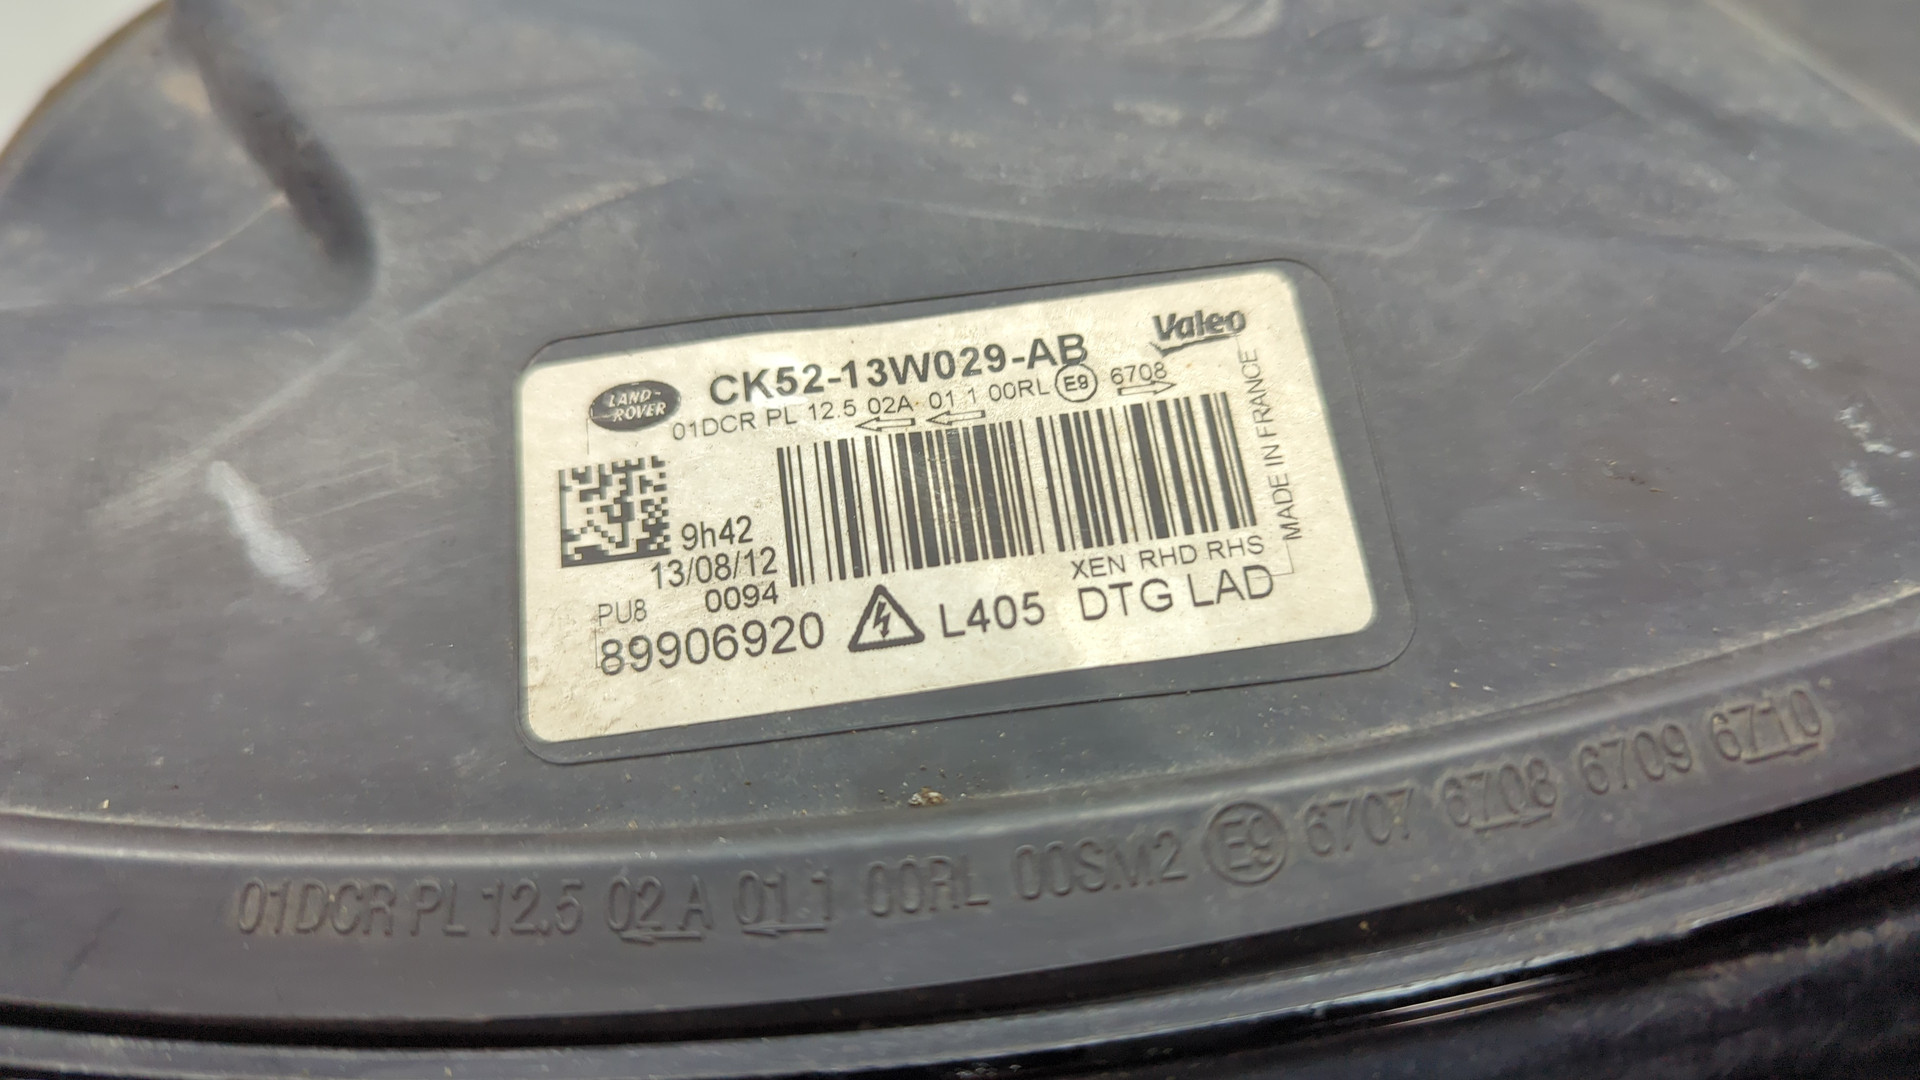 Valeo
LAND-
ROVER
CK52-13W029-AB
01DCR PL 12.5 02A 01 1 00RL E9 6708
MADE IN FRANCE
9h42
13/08/12
XEN RHD RHS
PU8 0094
89906920 L405 DTG LAD
01DCR PL 12.5 02A 01 1 00RL 00SM2 E9 6707 6708 6709 6710